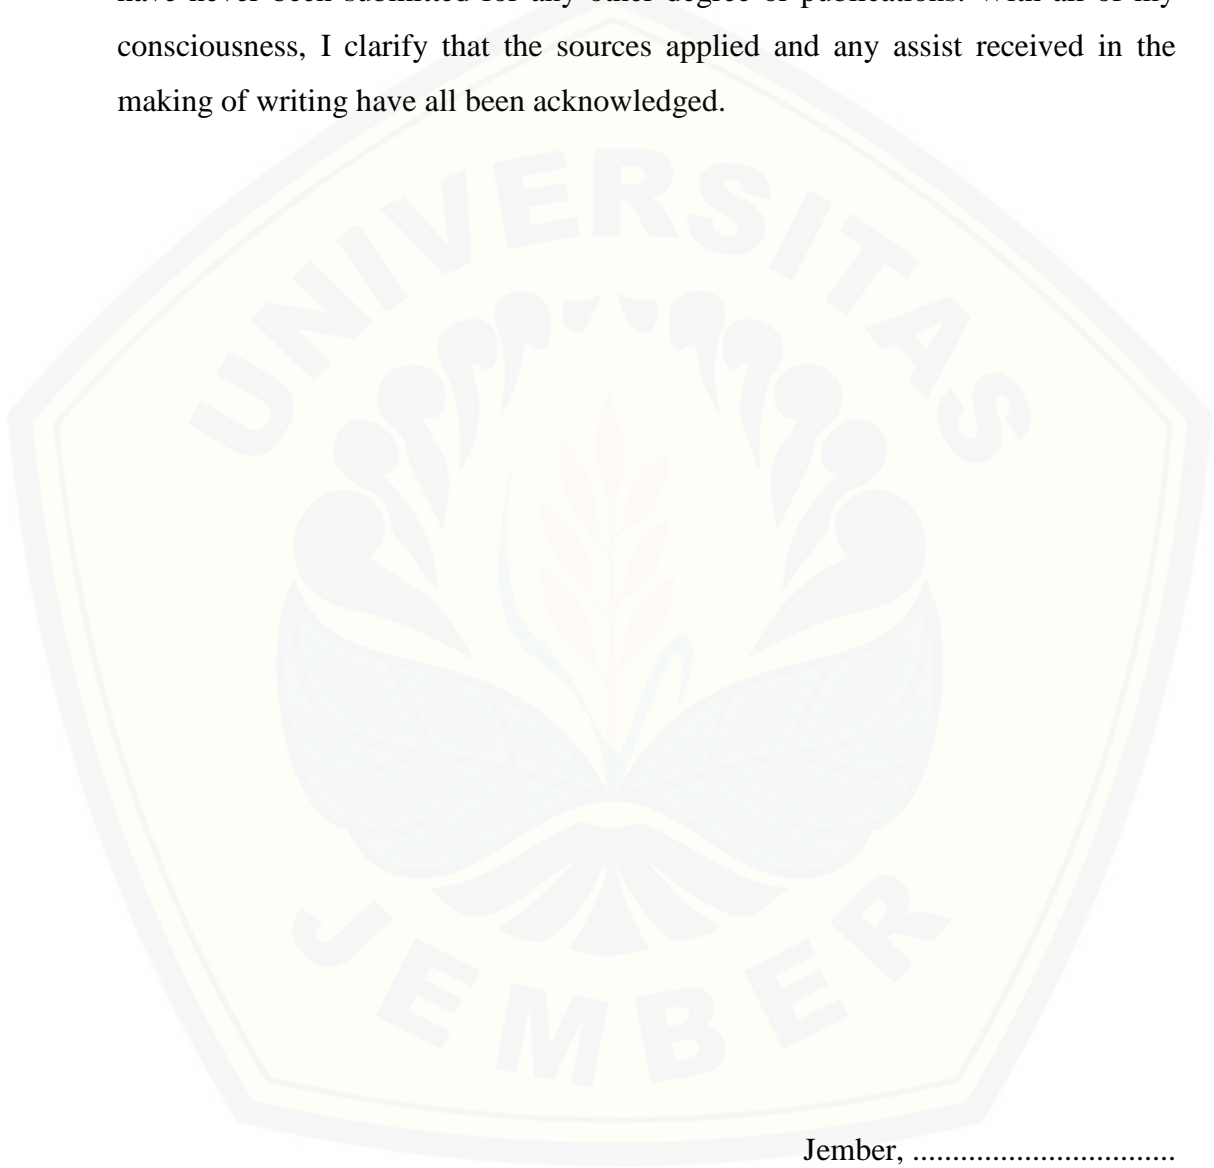 have never been submitted for any other degree or publications. With all of my
consciousness, I clarify that the sources applied and any assist received in the
making of writing have all been acknowledged.
UNIVERSITAS
JEMBER
Jember, .................................